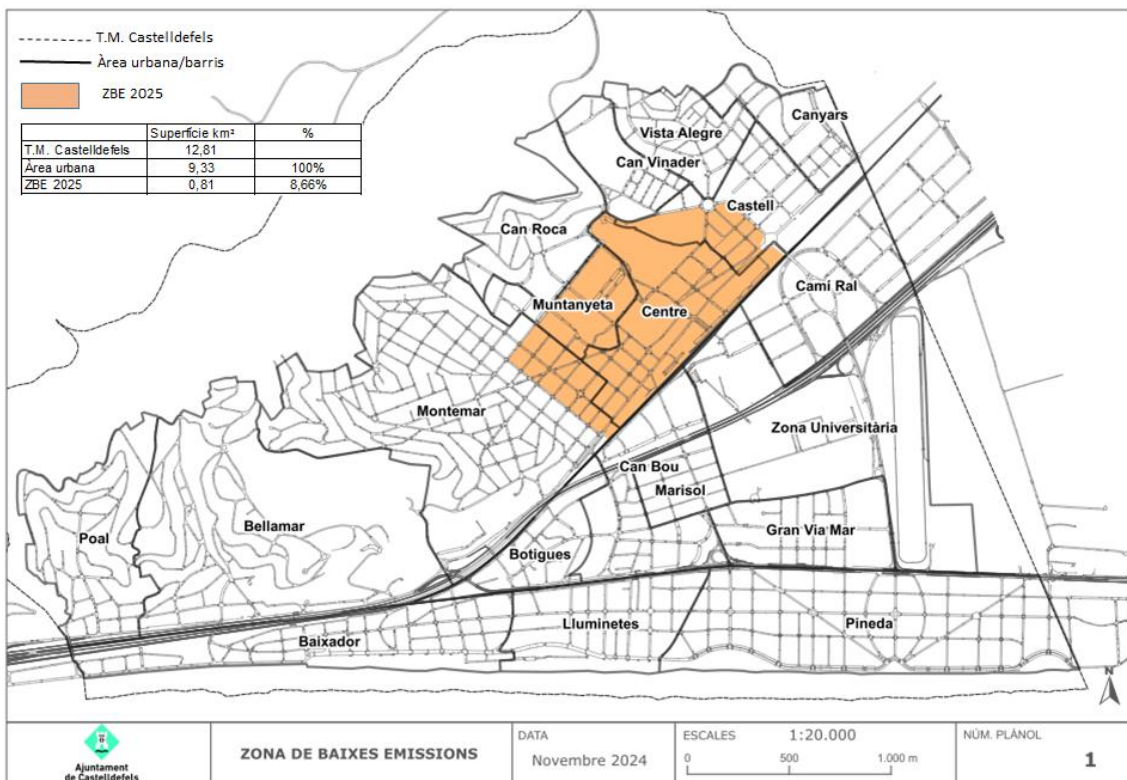 T.M. Castelldefels
Àrea urbana/barris
ZBE 2025
Superfície km² %
T.M. Castelldefels 12,81
Àrea urbana 9,33 100%
ZBE 2025 0,81 8,66%
Canyars
Vista Alegre
Can Vinader
Castell
Can Roca
Camí Ral
Muntanyeta
Centre
Montemar
Zona Universitària
Can Bou
Marisol
Bellamar
Gran Via Mar
Poal
Botigues
Lluminetes
Pineda
Baixador
N
Ajuntament
de Castelldefels
ZONA DE BAIXES EMISSIONS
DATA
Novembre 2024
ESCALES 1:20.000
0 500 1.000 m
NÚM. PLÀNOL
1